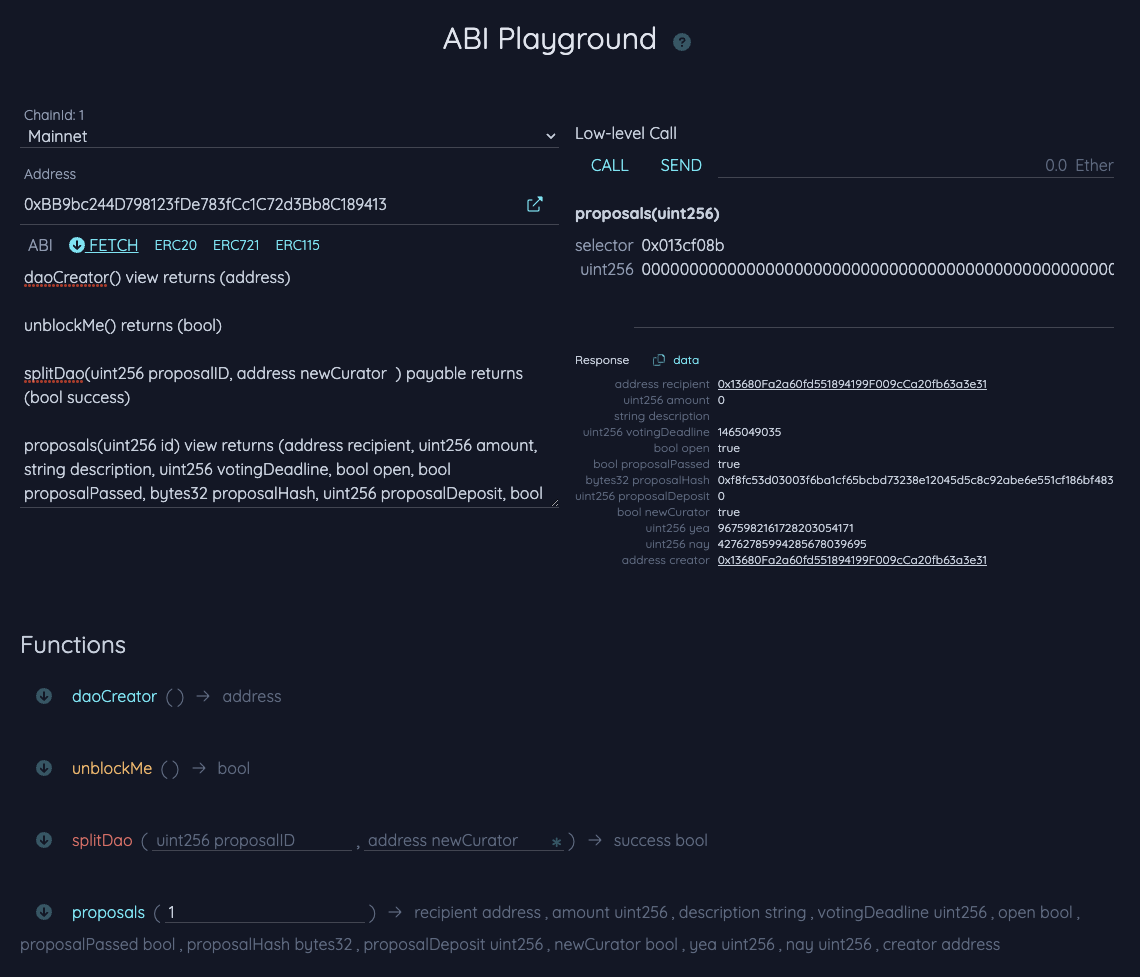 ABI Playground ?
ChainId: 1
Mainnet
Address
0xBB9bc244D798123fDe783fCc1C72d3Bb8C189413
ABI FETCH ERC20 ERC721 ERC115
daoCreator() view returns (address)
unblockMe() returns (bool)
splitDao(uint256 proposalID, address newCurator  ) payable returns
(bool success)
proposals(uint256 id) view returns (address recipient, uint256 amount,
string description, uint256 votingDeadline, bool open, bool
proposalPassed, bytes32 proposalHash, uint256 proposalDeposit, bool
Low-level Call
CALL SEND 0.0 Ether
proposals(uint256)
selector 0x013cf08b
uint256 00000000000000000000000000000000000000000000000000
Response data
address recipient 0x13680Fa2a60fd551894199F009cCa20fb63a3e31
uint256 amount 0
string description
uint256 votingDeadline 1465049035
bool open true
bool proposalPassed true
bytes32 proposalHash 0xf8fc53d03003f6ba1cf65bcbd73238e12045d5c8c92abe6e551cf186bf483
uint256 proposalDeposit 0
bool newCurator true
uint256 yea 9675982161728203054171
uint256 nay 42762785994285678039695
address creator 0x13680Fa2a60fd551894199F009cCa20fb63a3e31
Functions
daoCreator ( ) → address
unblockMe ( ) → bool
splitDao ( uint256 proposalID , address newCurator * ) → success bool
proposals ( 1 ) → recipient address , amount uint256 , description string , votingDeadline uint256 , open bool ,
proposalPassed bool , proposalHash bytes32 , proposalDeposit uint256 , newCurator bool , yea uint256 , nay uint256 , creator address